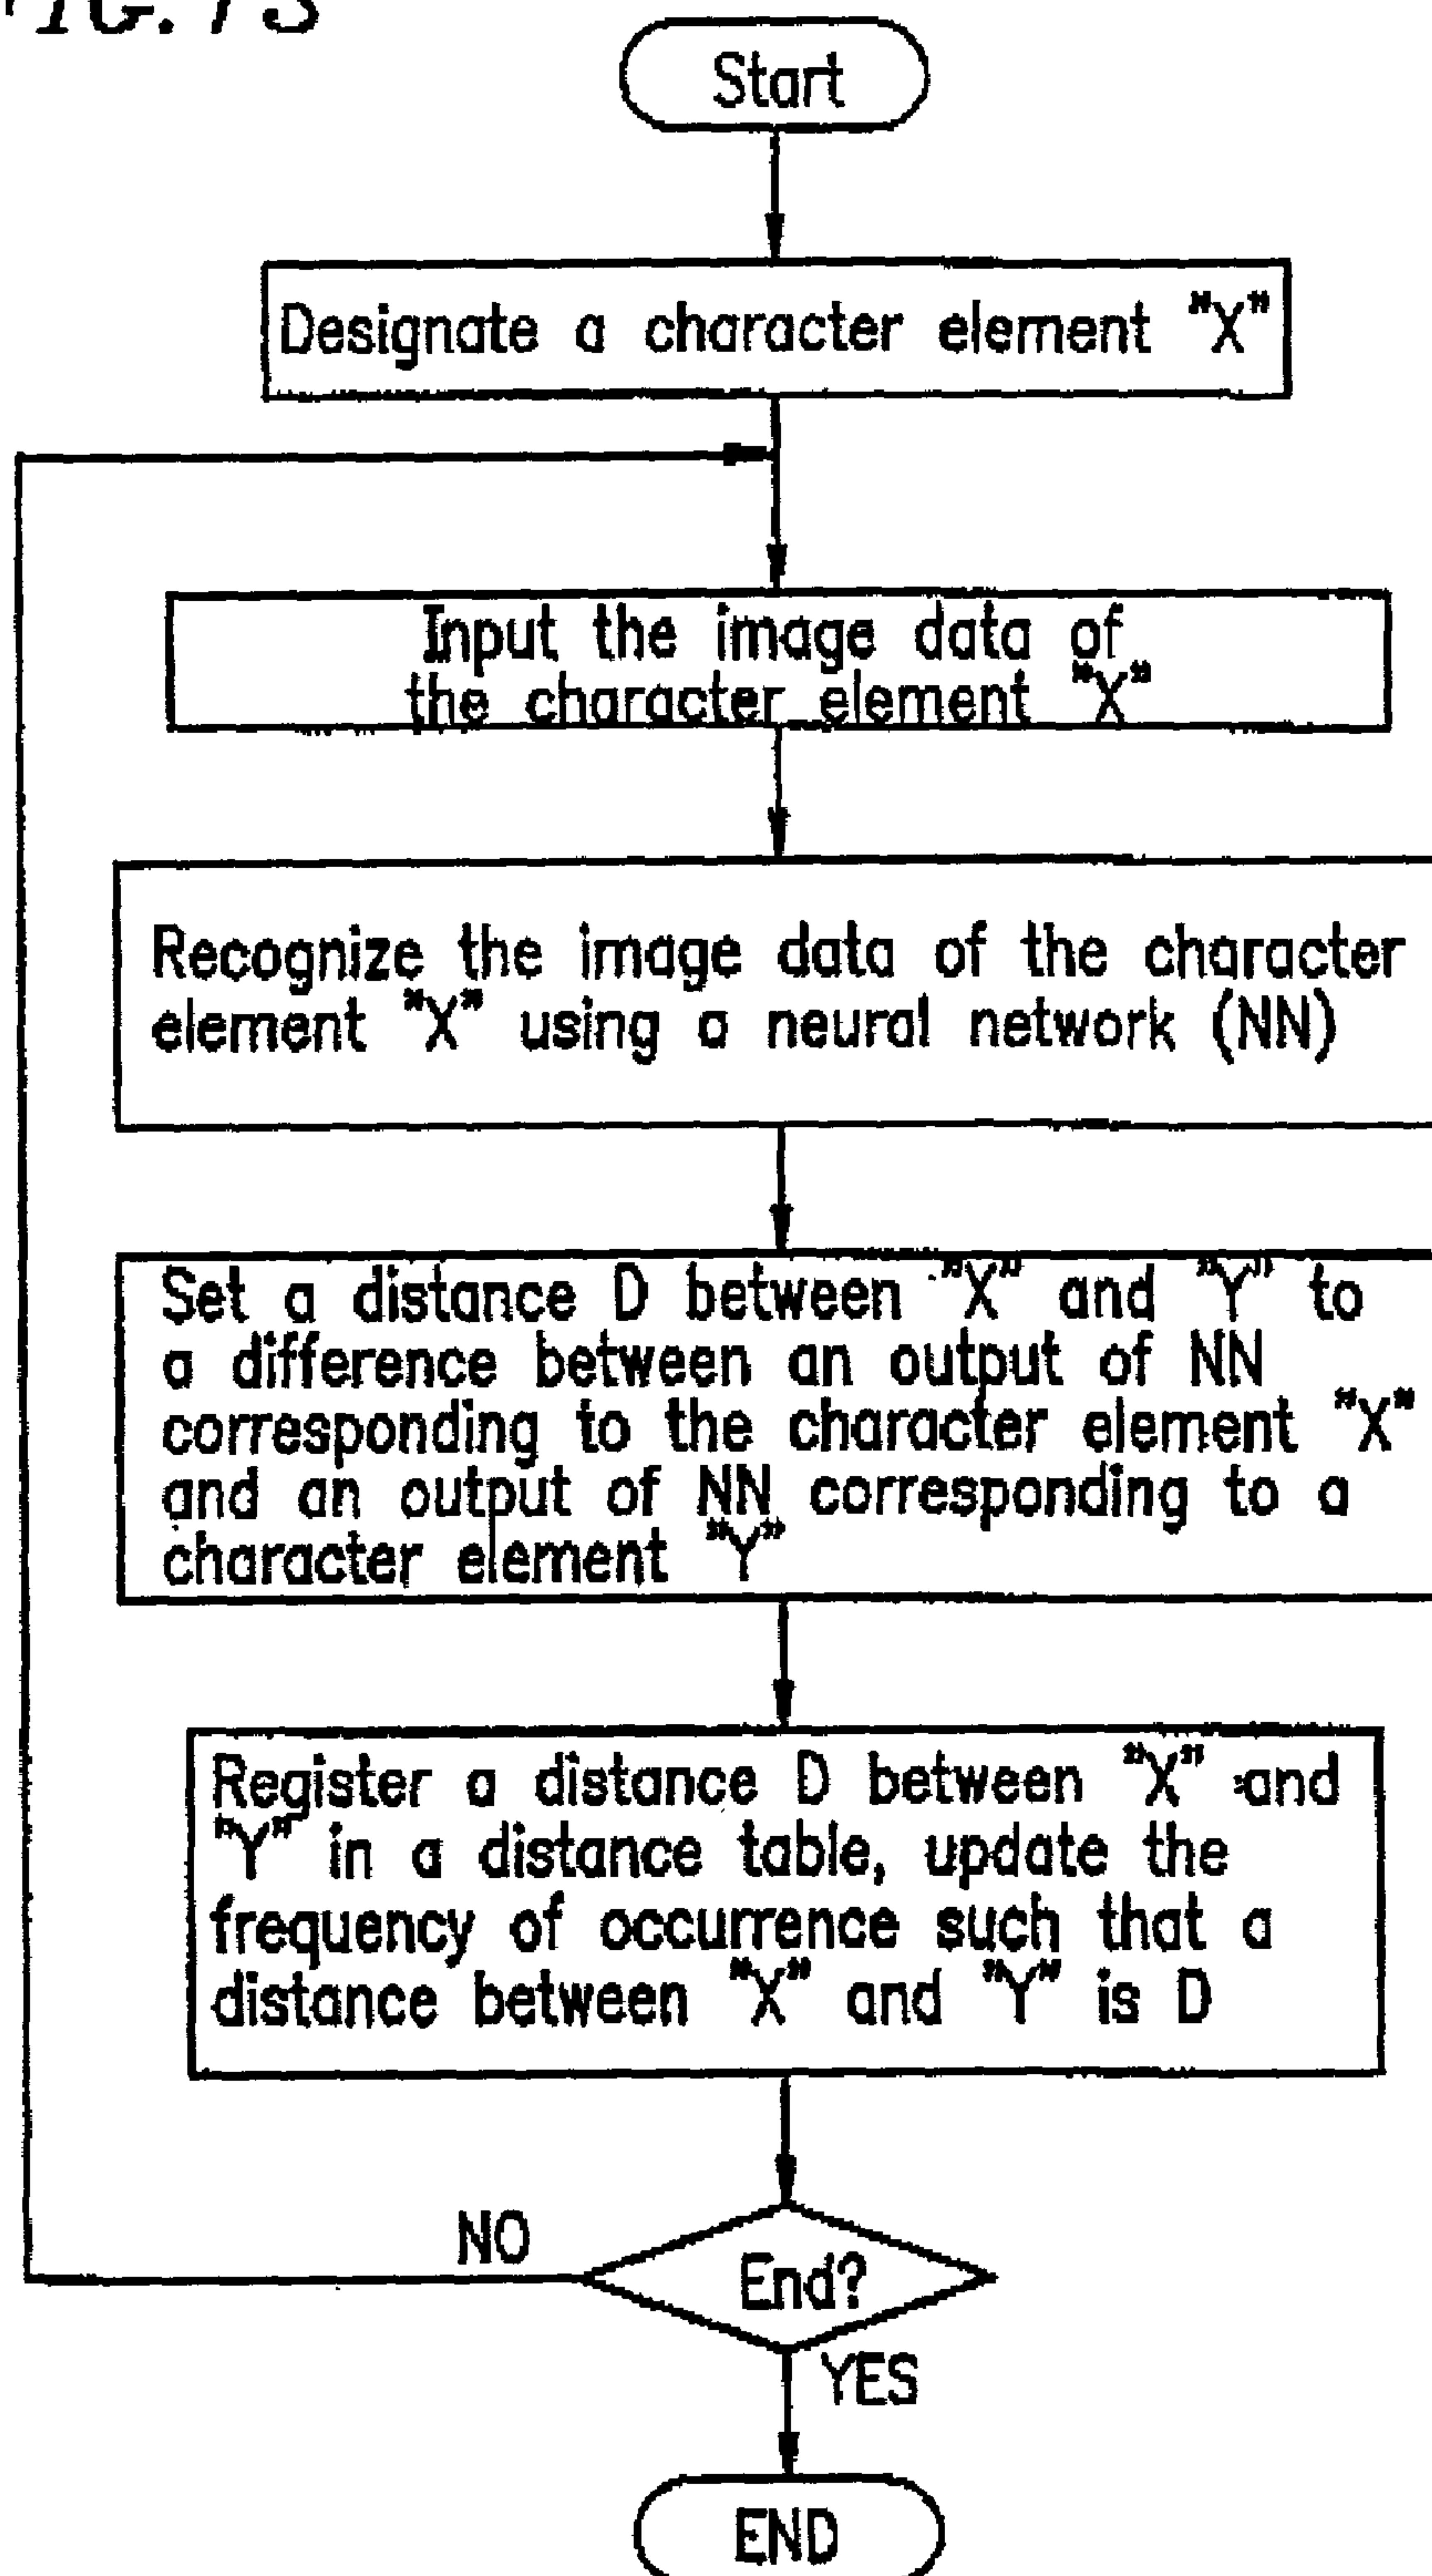 FIG. 13
Start
Designate a character element "X"
Input the image data of
the character element "X"
Recognize the image data of the character
element "X" using a neural network (NN)
Set a distance D between "X" and "Y" to
a difference between an output of NN
corresponding to the character element "X"
and an output of NN corresponding to a
character element "Y"
Register a distance D between "X" and
"Y" in a distance table, update the
frequency of occurrence such that a
distance between "X" and "Y" is D
NO
End?
YES
END